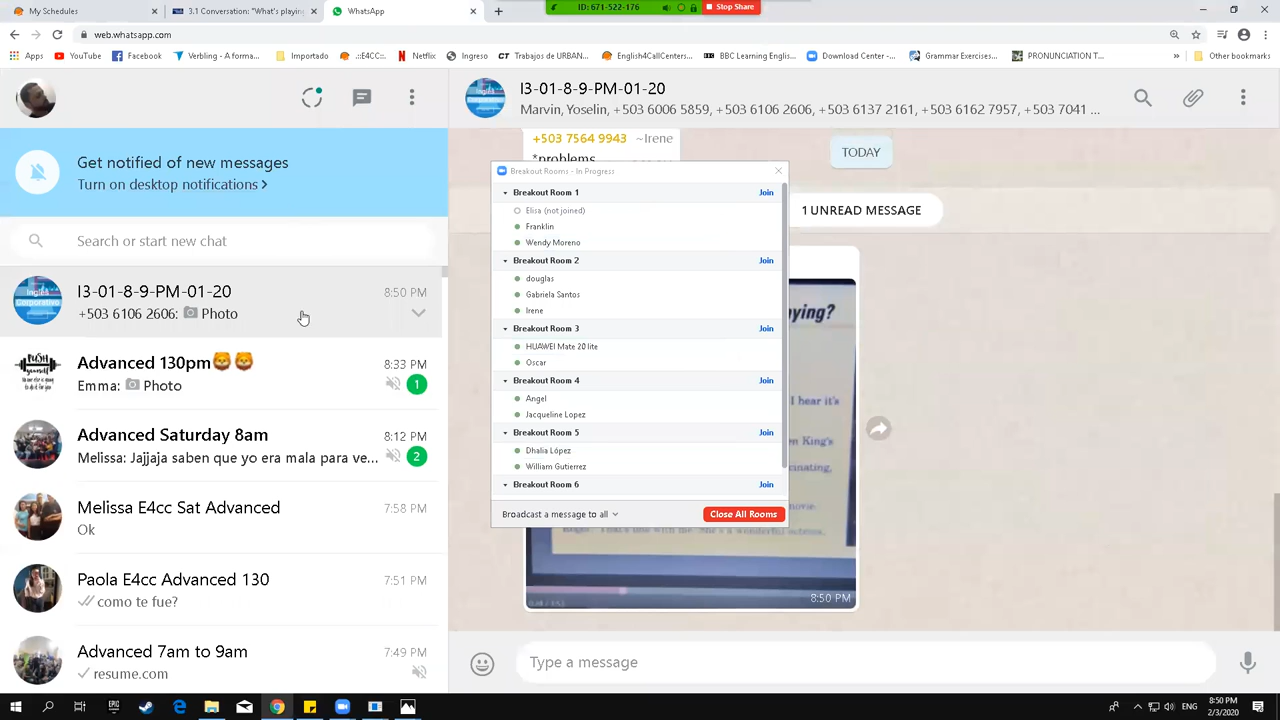 My Schedules
3.1 Conversation: "What's playing
WhatsApp
ID: 671-522-176
Stop Share
web.whatsapp.com
Apps
YouTube
Facebook
Verbling - A forma...
Importado
.::E4CC::.
Netflix
Ingreso
Trabajos de URBAN...
English4CallCenters...
BBC Learning Englis...
Download Center -...
Grammar Exercises...
PRONUNCIATION T...
»
Other bookmarks
Get notified of new messages
Turn on desktop notifications
Search or start new chat
I3-01-8-9-PM-01-20
8:50 PM
+503 6106 2606: Photo
Advanced 130pm🦁🦁
8:33 PM
Emma: Photo
1
Advanced Saturday 8am
8:12 PM
Melissa: Jajjaja saben que yo era mala para ve...
2
Melissa E4cc Sat Advanced
7:58 PM
K
Paola E4cc Advanced 130
7:51 PM
como te fue?
Advanced 7am to 9am
7:49 PM
resume.com
I3-01-8-9-PM-01-20
Marvin, Yoselin, +503 6006 5859, +503 6106 2606, +503 6137 2161, +503 6162 7957, +503 7041 ...
+503 7564 9943 ~Irene
*problems
TODAY
1 UNREAD MESSAGE
Breakout Rooms - In Progress
Breakout Room 1
Join
Elisa (not joined)
Franklin
Wendy Moreno
Breakout Room 2
Join
douglas
Gabriela Santos
Irene
Breakout Room 3
Join
HUAWEI Mate 20 lite
Oscar
Breakout Room 4
Join
Angel
Jacqueline Lopez
Breakout Room 5
Join
Dhalia López
William Gutierrez
Breakout Room 6
Join
Broadcast a message to all
Close All Rooms
I hear it's
King's
8:50 PM
Type a message
ENG
8:50 PM
2/3/2020